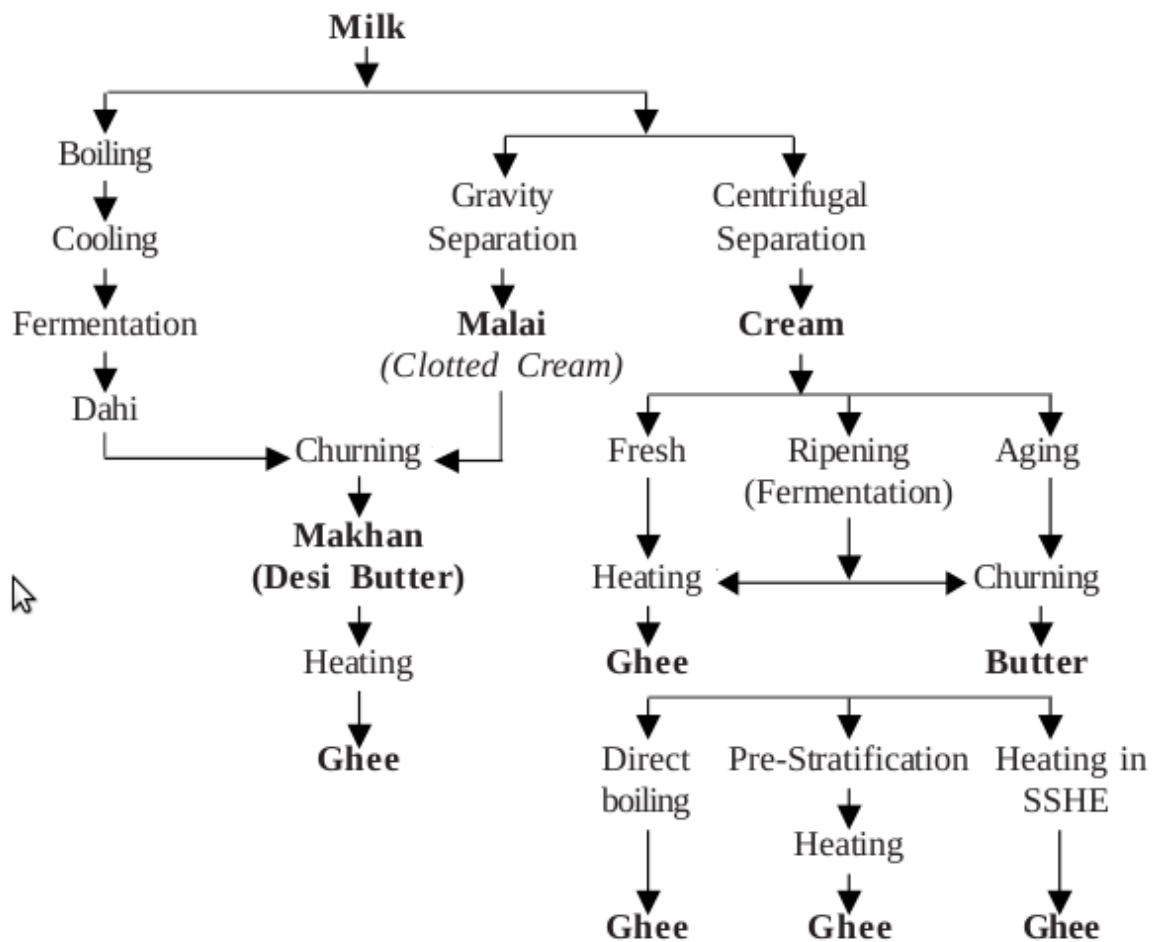 Milk
Boiling
Gravity
Separation
Centrifugal
Separation
Cooling
Fermentation
Malai
(Clotted Cream)
Cream
Dahi
Churning
Fresh
Ripening
(Fermentation)
Aging
Makhan
(Desi Butter)
Heating
Churning
Heating
Ghee
Butter
Ghee
Direct
boiling
Pre-Stratification
Heating in
SSHE
Heating
Ghee
Ghee
Ghee